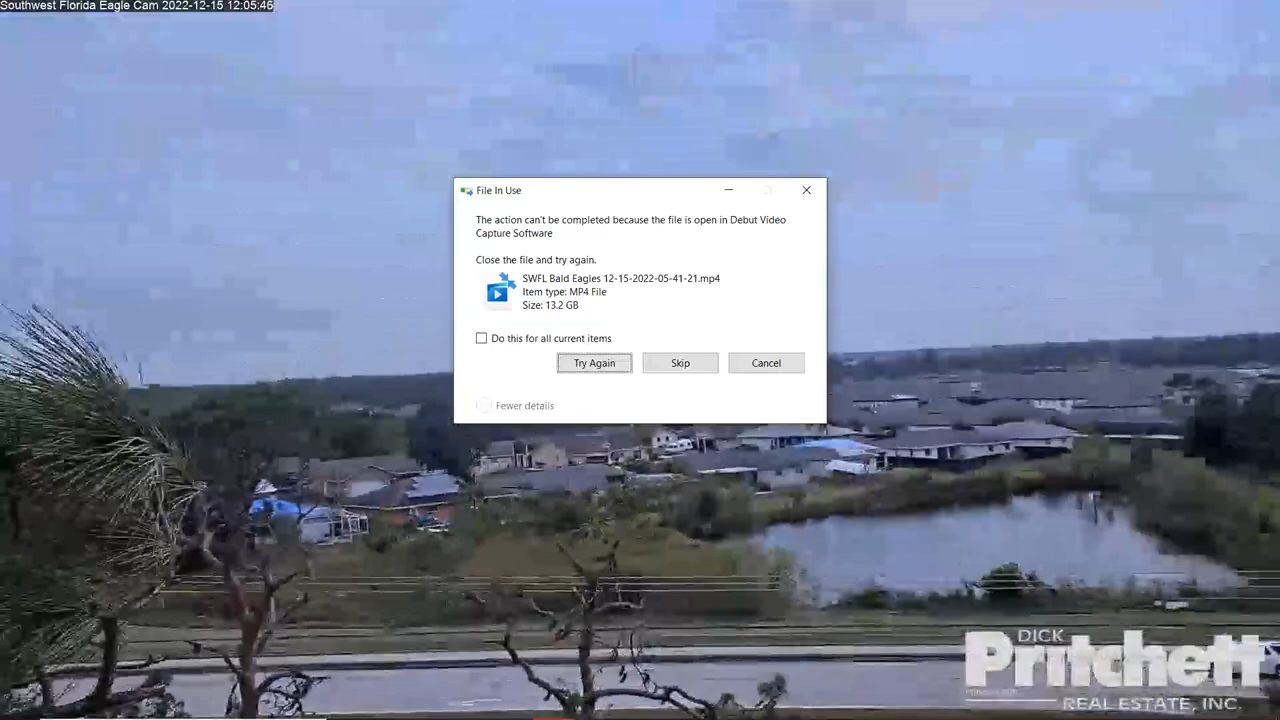 Southwest Florida Eagle Cam 2022-12-15 12:05:46
File In Use
The action can't be completed because the file is open in Debut Video
Capture Software
Close the file and try again.
SWFL Bald Eagles 12-15-2022-05-41-21.mp4
Item type: MP4 File
Size: 13.2 GB
Do this for all current items
Try Again
Skip
Cancel
Fewer details
DICK
Pritchett
REAL ESTATE, INC.